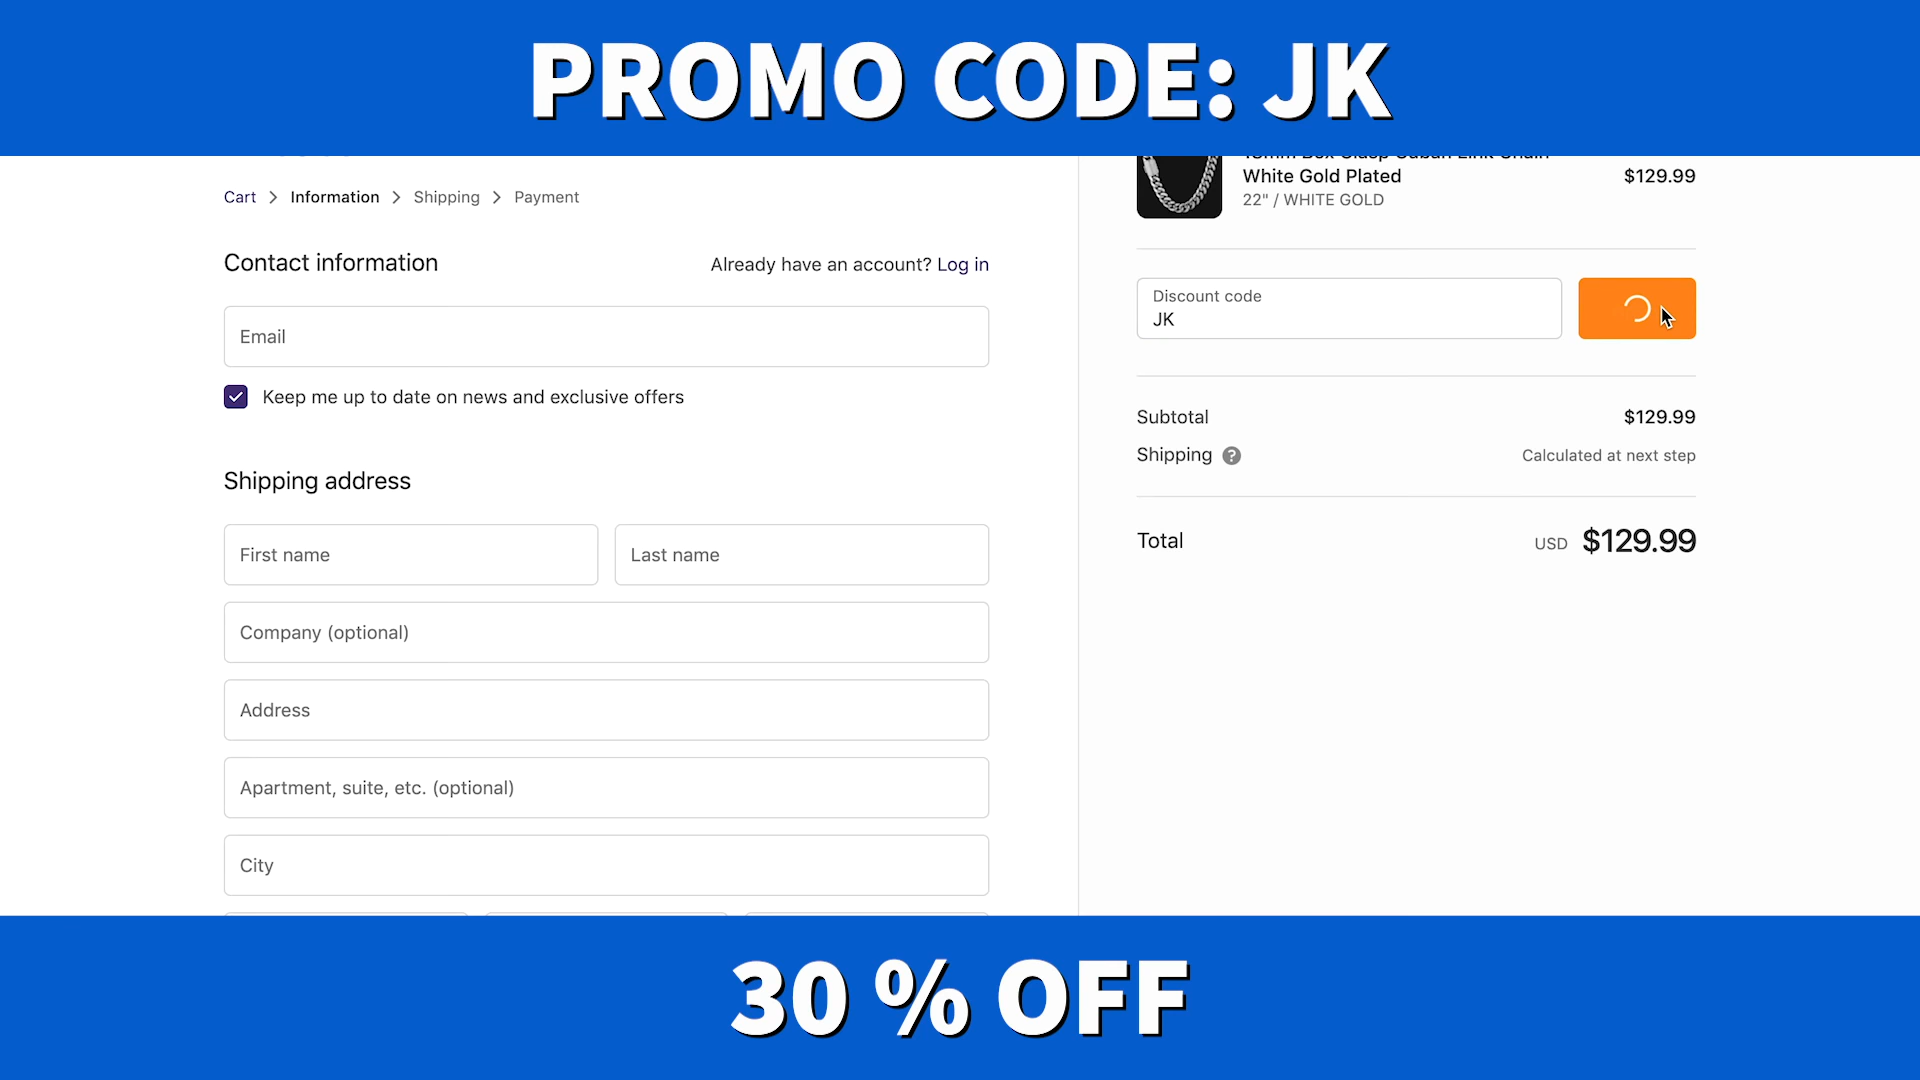 PROMO CODE: JK
White Gold Plated
$129.99
22" / WHITE GOLD
Cart > Information > Shipping > Payment
Contact information
Already have an account? Log in
Email
Keep me up to date on news and exclusive offers
Shipping address
First name
Last name
Company (optional)
Address
Apartment, suite, etc. (optional)
City
Discount code
JK
Subtotal
$129.99
Shipping ?
Calculated at next step
Total
USD $129.99
30 % OFF